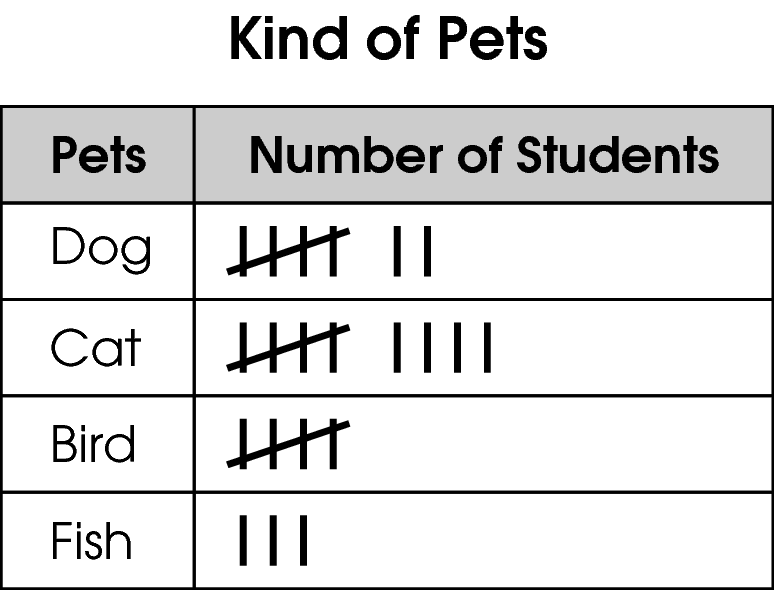 Kind of Pets
Pets Number of Students
Dog
Cat
Bird
Fish